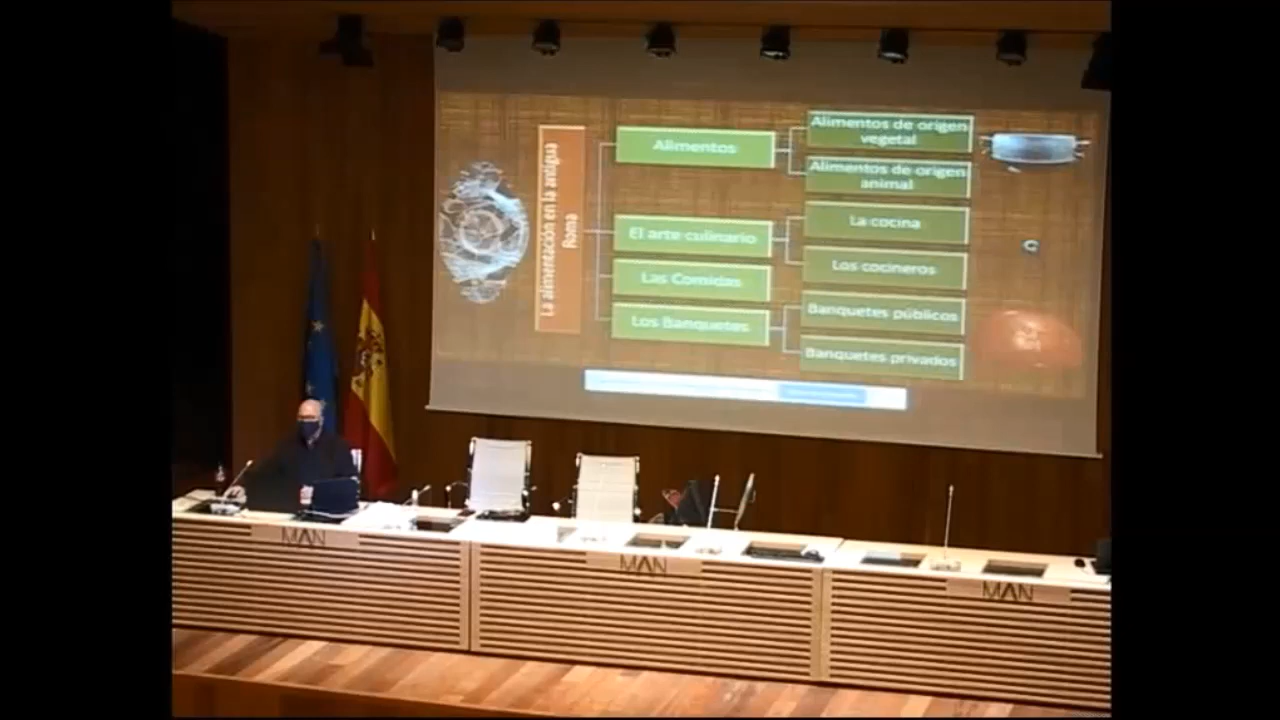 La alimentación en la antigua
Roma
Alimentos
Alimentos de origen
vegetal
Alimentos de origen
animal
El arte culinario
La cocina
Los cocineros
Las Comidas
Los Banquetes
Banquetes públicos
Banquetes privados
MAN
MAN
MAN